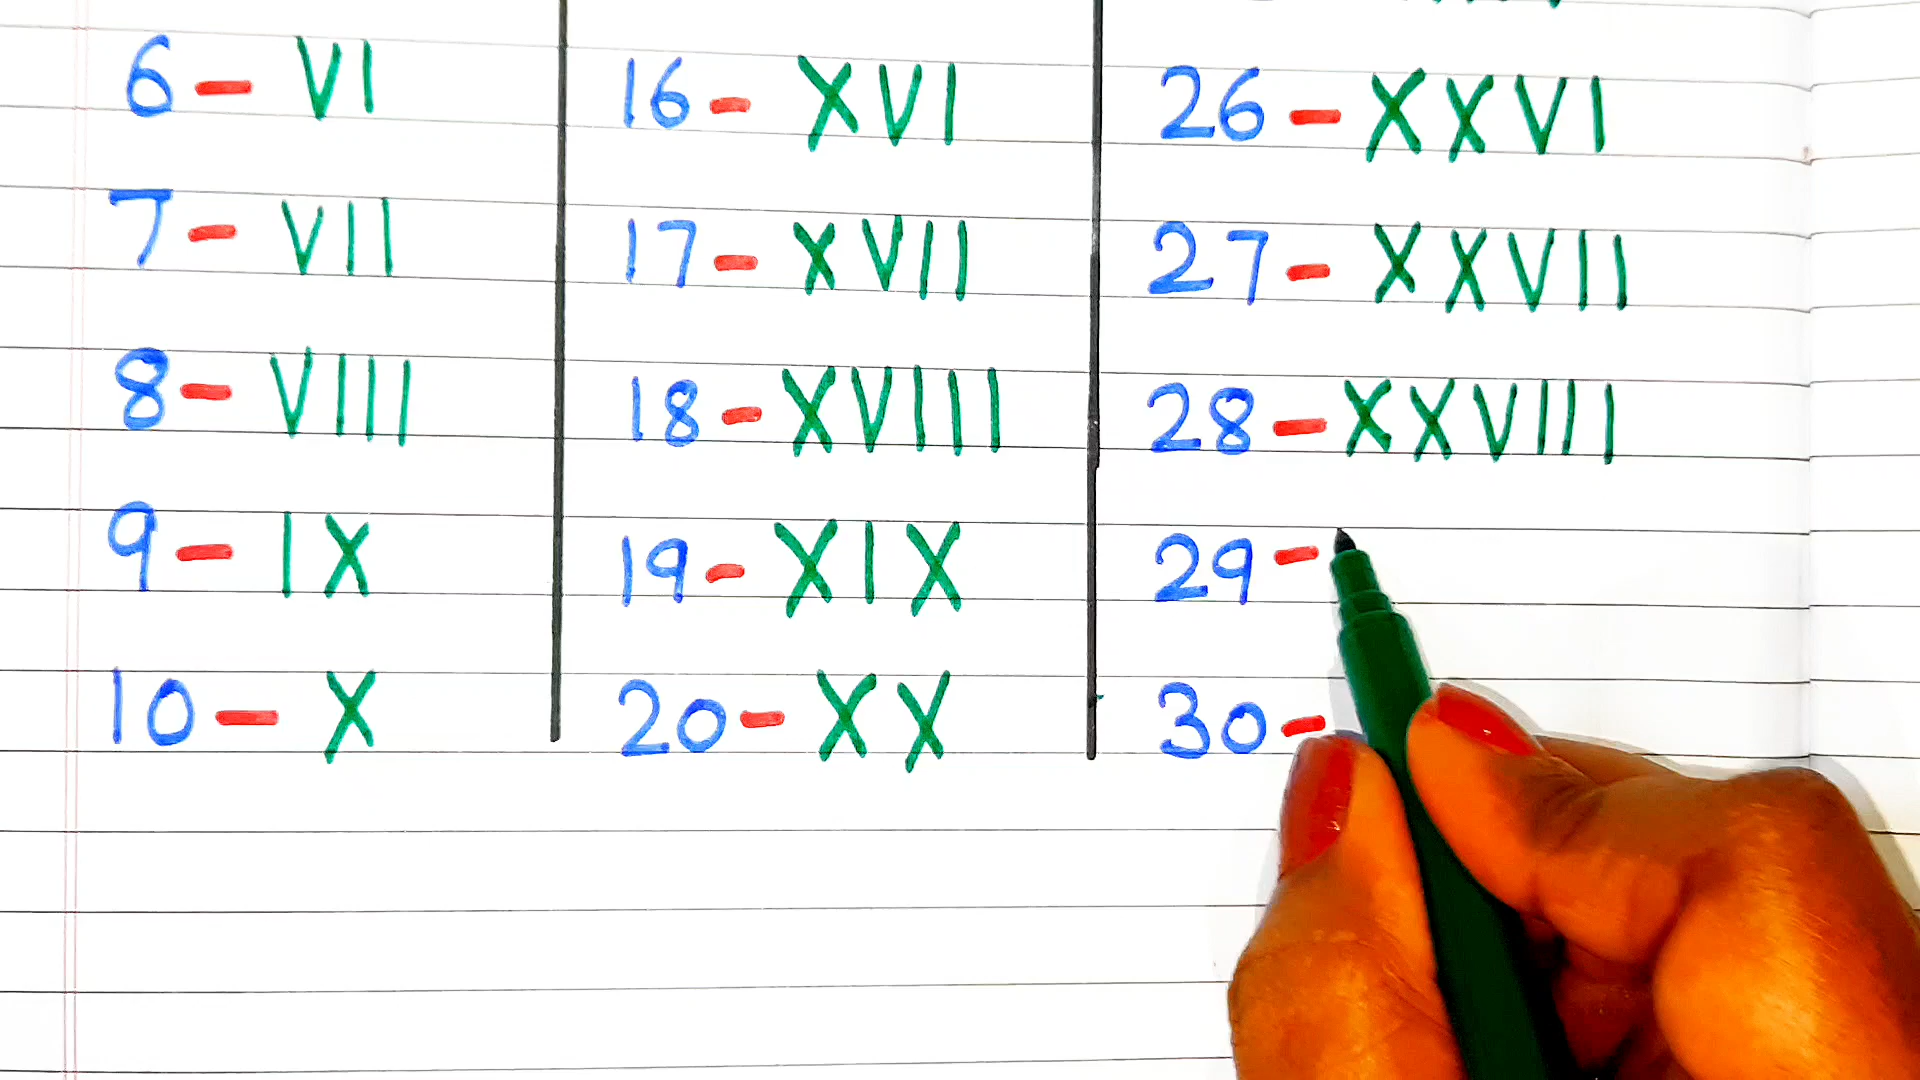 6 - VI
7 - VII
8 - VIII
9 - IX
10 - X
16 - XVI
17 - XVII
18 - XVIII
19 - XIX
20 - XX
26 - XXVI
27 - XXVII
28 - XXVIII
29 -
30 -